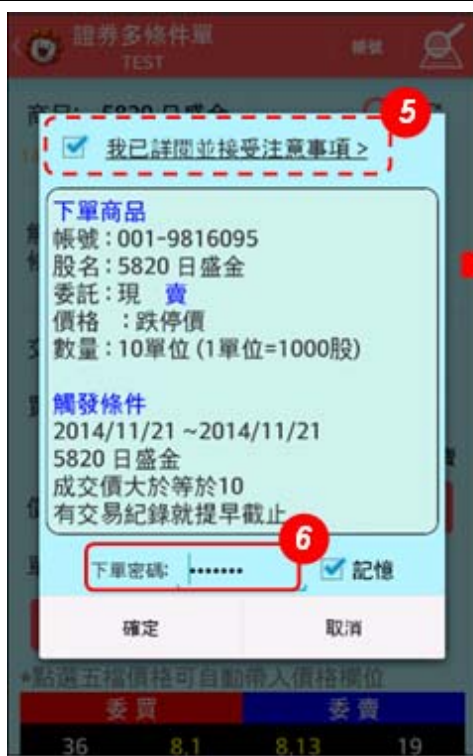 證券多條件單
TEST
帳號
商品: 5820 日盛金
5
我已詳閱並接受注意事項 >
下單商品
帳號：001-9816095
股名：5820 日盛金
委託：現 賣
價格 ：跌停價
數量：10單位 (1單位=1000股)
觸發條件
2014/11/21 ~2014/11/21
5820 日盛金
成交價大於等於10
有交易紀錄就提早截止
6
下單密碼: •••••••
記憶
確定
取消
*點選五檔價格可自動帶入價格欄位
委買
委賣
36 8.1 8.13 19